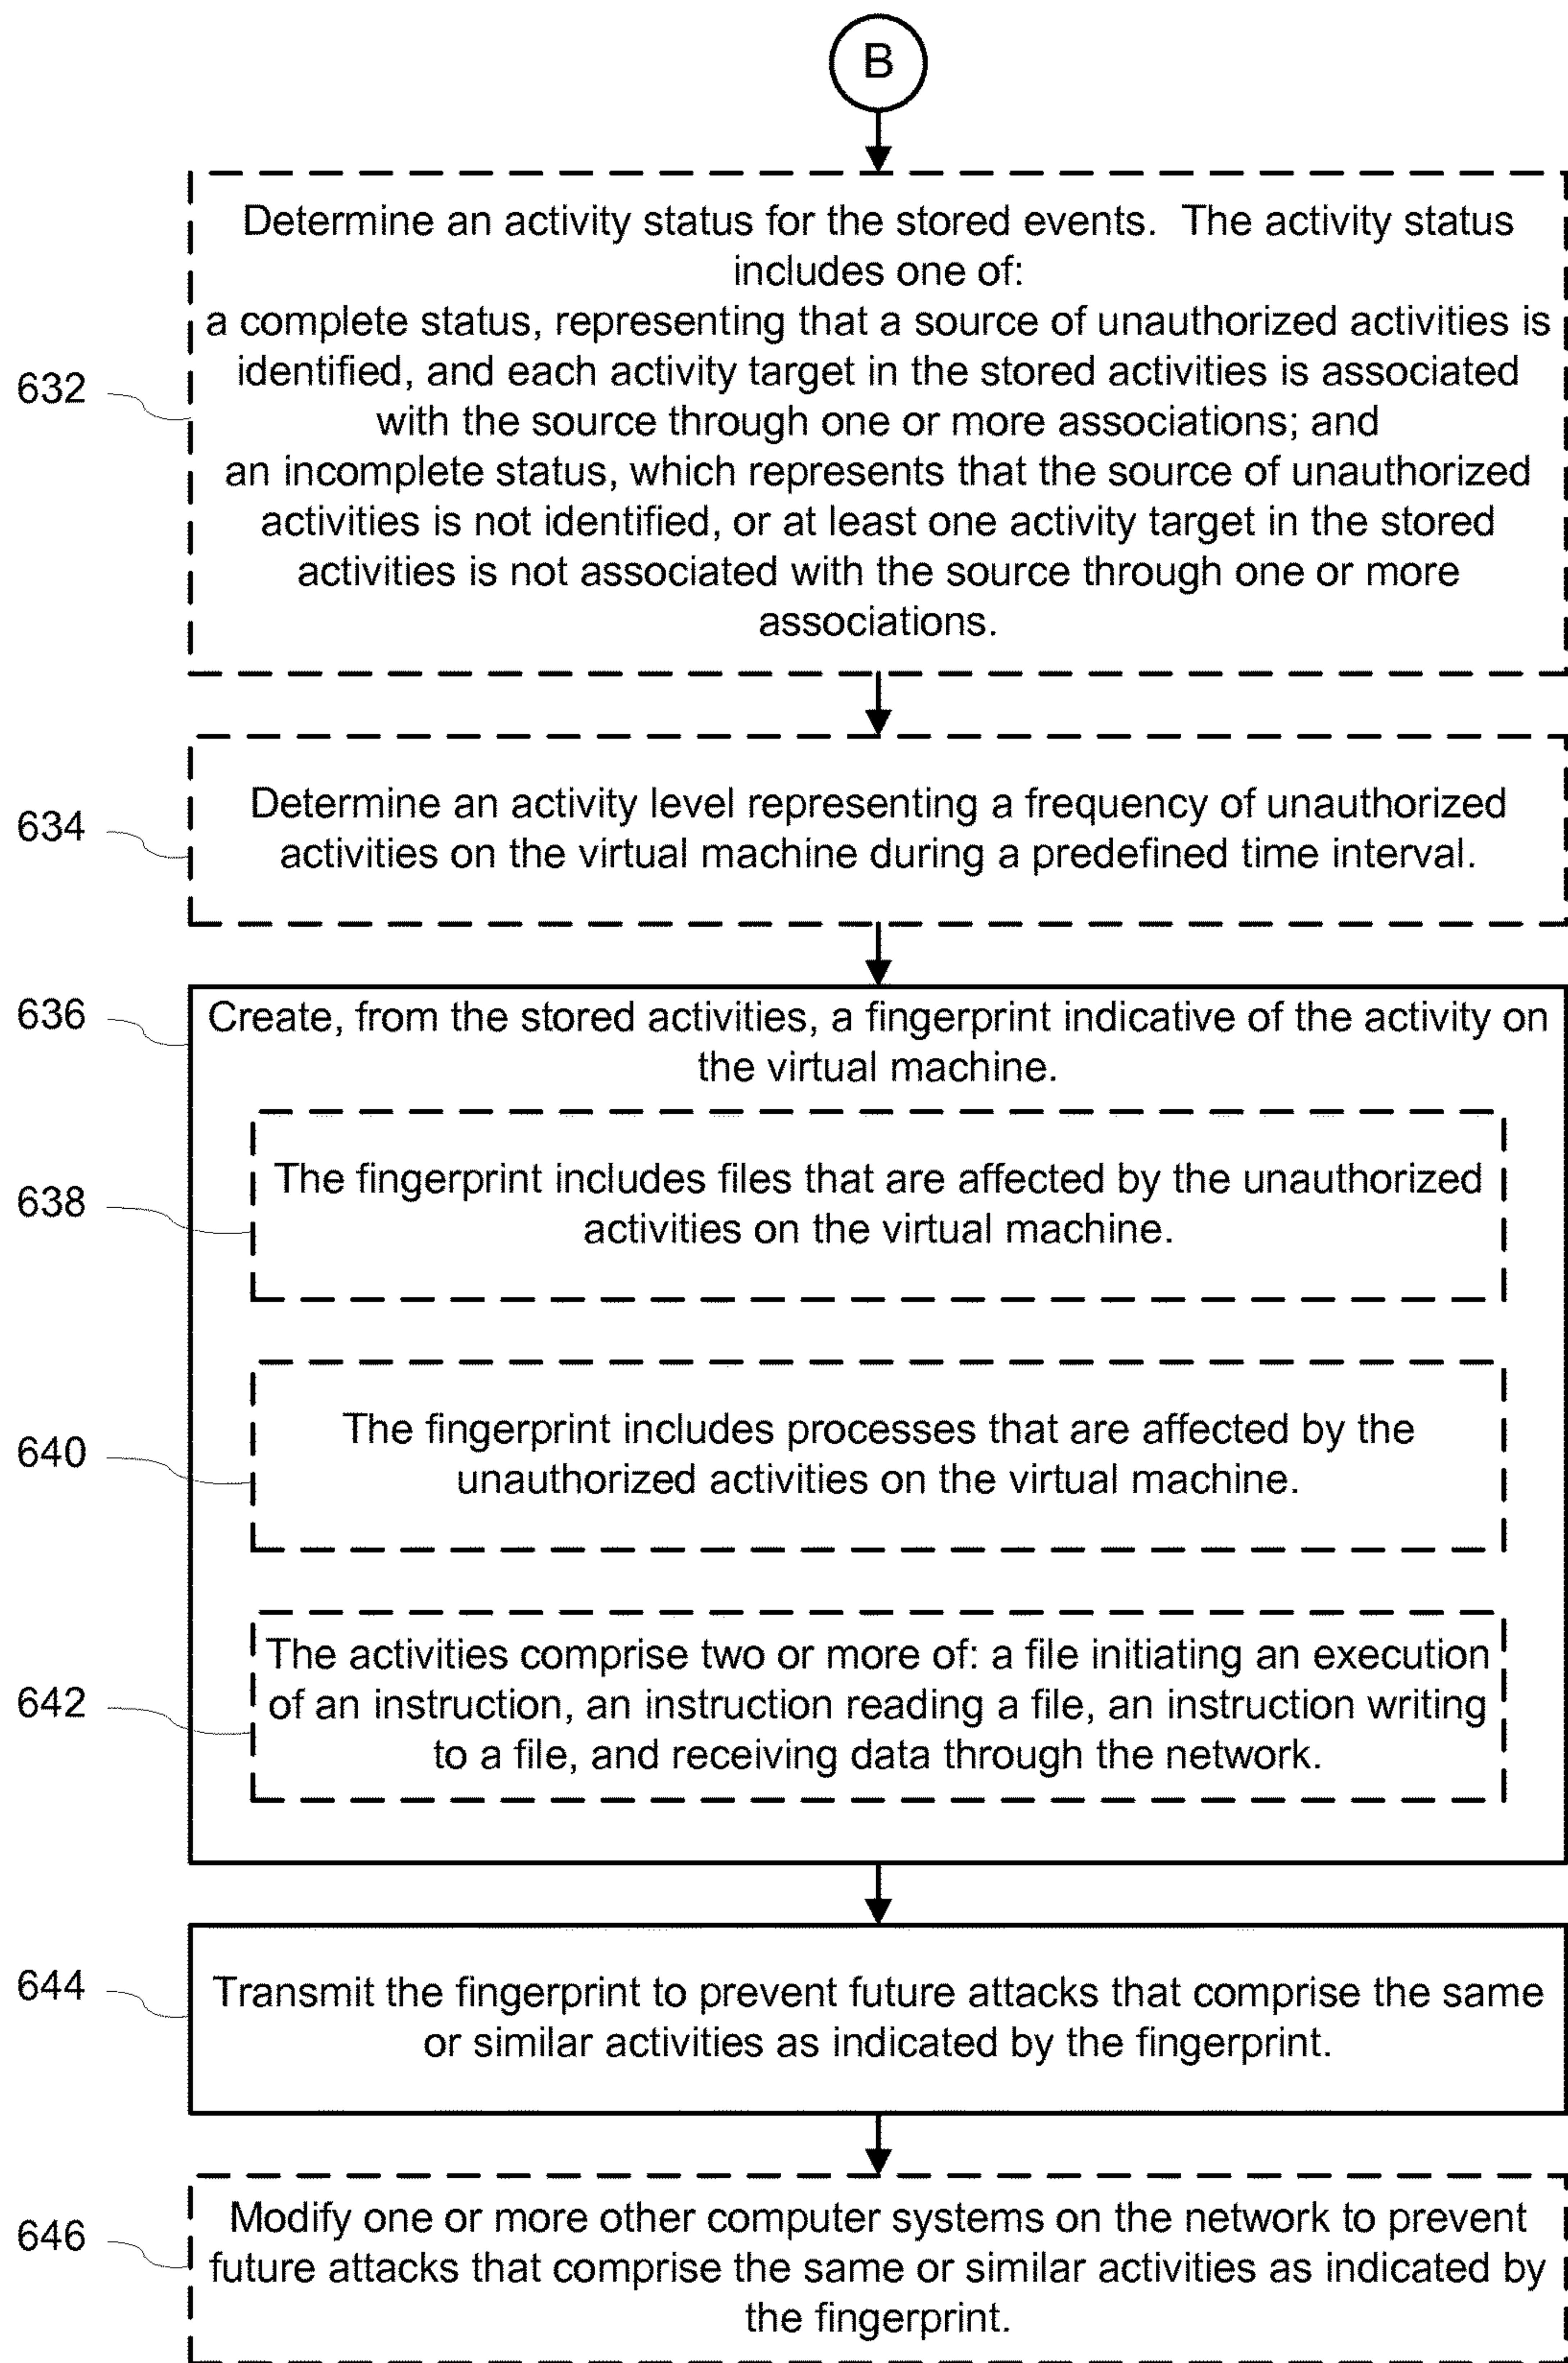 B
Determine an activity status for the stored events. The activity status
includes one of:
a complete status, representing that a source of unauthorized activities is
identified, and each activity target in the stored activities is associated
with the source through one or more associations; and
an incomplete status, which represents that the source of unauthorized
activities is not identified, or at least one activity target in the stored
activities is not associated with the source through one or more
associations.
632
Determine an activity level representing a frequency of unauthorized
activities on the virtual machine during a predefined time interval.
634
636
Create, from the stored activities, a fingerprint indicative of the activity on
the virtual machine.
The fingerprint includes files that are affected by the unauthorized
activities on the virtual machine.
638
The fingerprint includes processes that are affected by the
unauthorized activities on the virtual machine.
640
The activities comprise two or more of: a file initiating an execution
of an instruction, an instruction reading a file, an instruction writing
to a file, and receiving data through the network.
642
Transmit the fingerprint to prevent future attacks that comprise the same
or similar activities as indicated by the fingerprint.
644
Modify one or more other computer systems on the network to prevent
future attacks that comprise the same or similar activities as indicated by
the fingerprint.
646